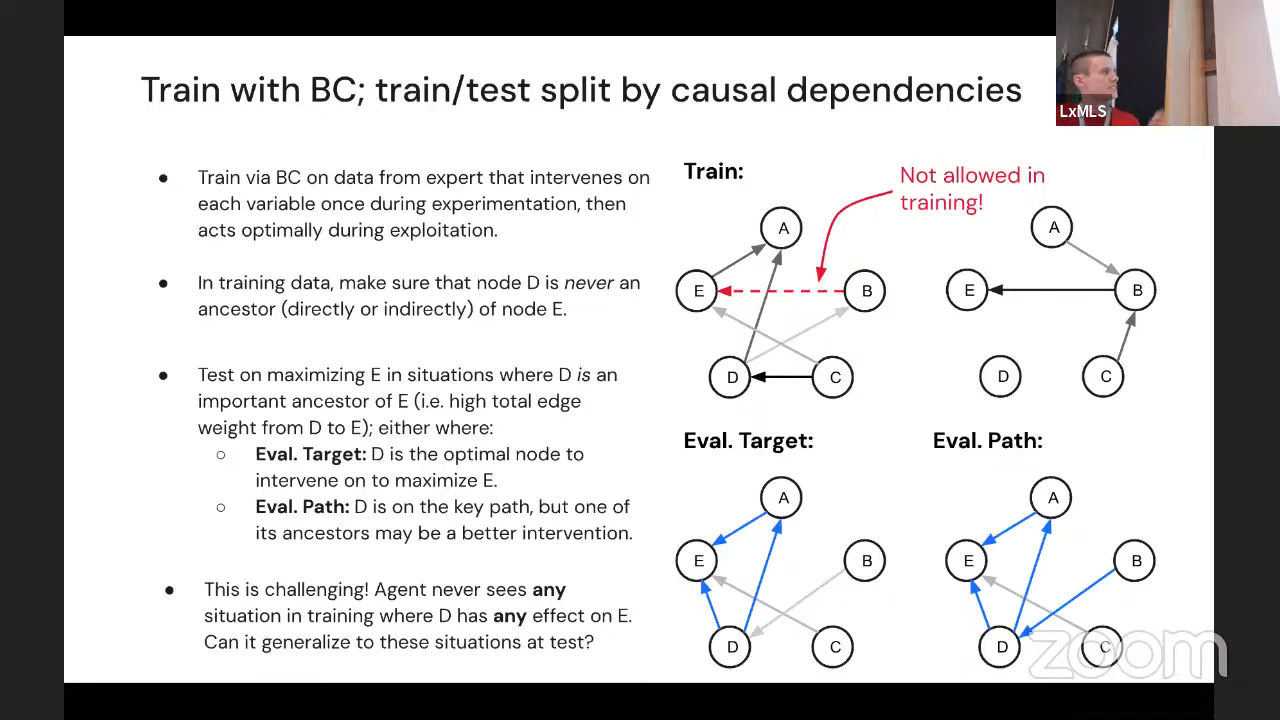 Train with BC; train/test split by causal dependencies
LxMLS
● Train via BC on data from expert that intervenes on
each variable once during experimentation, then
acts optimally during exploitation.
● In training data, make sure that node D is never an
ancestor (directly or indirectly) of node E.
● Test on maximizing E in situations where D is an
important ancestor of E (i.e. high total edge
weight from D to E); either where:
○ Eval. Target: D is the optimal node to
intervene on to maximize E.
○ Eval. Path: D is on the key path, but one of
its ancestors may be a better intervention.
● This is challenging! Agent never sees any
situation in training where D has any effect on E.
Can it generalize to these situations at test?
Train:
Not allowed in
training!
A
E B
D C
A
E B
D C
Eval. Target:
A
E B
D C
Eval. Path:
A
E B
D C
zoom